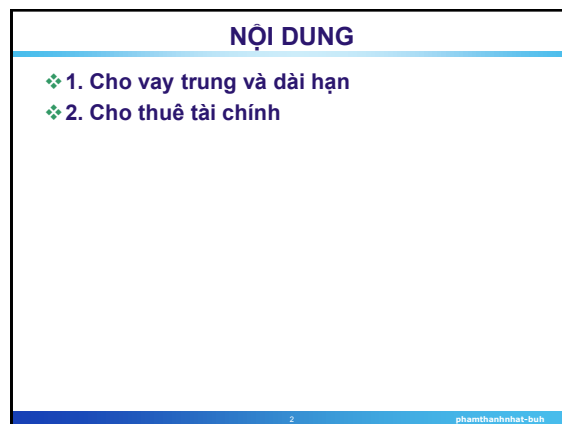 NỘI DUNG
❖1. Cho vay trung và dài hạn
❖2. Cho thuê tài chính
2
phamthanhnhat-buh